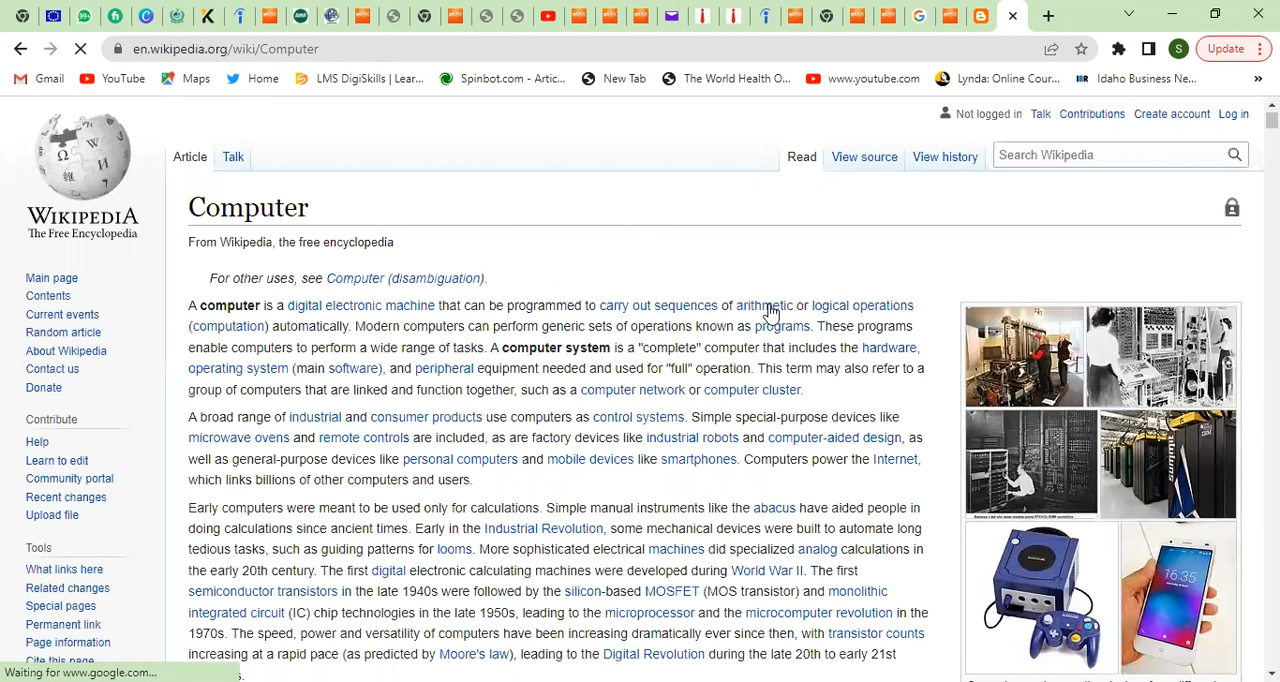 en.wikipedia.org/wiki/Computer
Update
Gmail YouTube Maps Home LMS DigiSkills | Lear... Spinbot.com - Artic... New Tab The World Health O... www.youtube.com Lynda: Online Cour... Idaho Business Ne... »
Not logged in Talk Contributions Create account Log in
Article Talk Read View source View history Search Wikipedia
WIKIPEDIA
The Free Encyclopedia
Main page
Contents
Current events
Random article
About Wikipedia
Contact us
Donate
Contribute
Help
Learn to edit
Community portal
Recent changes
Upload file
Tools
What links here
Related changes
Special pages
Permanent link
Page information
Cite this page
Computer
From Wikipedia, the free encyclopedia
For other uses, see Computer (disambiguation).
A computer is a digital electronic machine that can be programmed to carry out sequences of arithmetic or logical operations
(computation) automatically. Modern computers can perform generic sets of operations known as programs. These programs
enable computers to perform a wide range of tasks. A computer system is a "complete" computer that includes the hardware,
operating system (main software), and peripheral equipment needed and used for "full" operation. This term may also refer to a
group of computers that are linked and function together, such as a computer network or computer cluster.
A broad range of industrial and consumer products use computers as control systems. Simple special-purpose devices like
microwave ovens and remote controls are included, as are factory devices like industrial robots and computer-aided design, as
well as general-purpose devices like personal computers and mobile devices like smartphones. Computers power the Internet,
which links billions of other computers and users.
Early computers were meant to be used only for calculations. Simple manual instruments like the abacus have aided people in
doing calculations since ancient times. Early in the Industrial Revolution, some mechanical devices were built to automate long
tedious tasks, such as guiding patterns for looms. More sophisticated electrical machines did specialized analog calculations in
the early 20th century. The first digital electronic calculating machines were developed during World War II. The first
semiconductor transistors in the late 1940s were followed by the silicon-based MOSFET (MOS transistor) and monolithic
integrated circuit (IC) chip technologies in the late 1950s, leading to the microprocessor and the microcomputer revolution in the
1970s. The speed, power and versatility of computers have been increasing dramatically ever since then, with transistor counts
increasing at a rapid pace (as predicted by Moore's law), leading to the Digital Revolution during the late 20th to early 21st
16:35
Waiting for www.google.com...